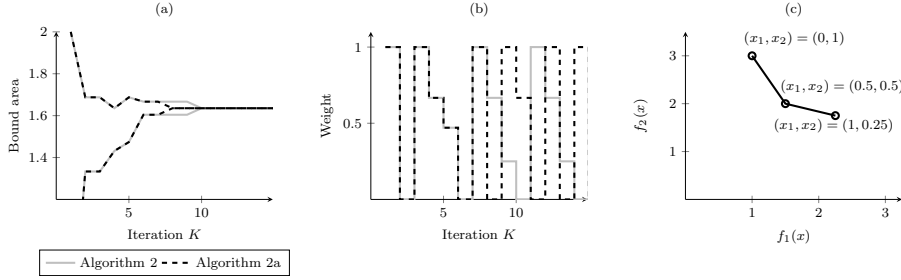 (a)
2
1.8
1.6
1.4
Bound area
5
10
Iteration K
Algorithm 2
Algorithm 2a
(b)
1
0.5
Weight
5
10
Iteration K
(c)
(x₁, x₂) = (0, 1)
(x₁, x₂) = (0.5, 0.5)
(x₁, x₂) = (1, 0.25)
3
2
1
f₂(x)
1
2
3
f₁(x)